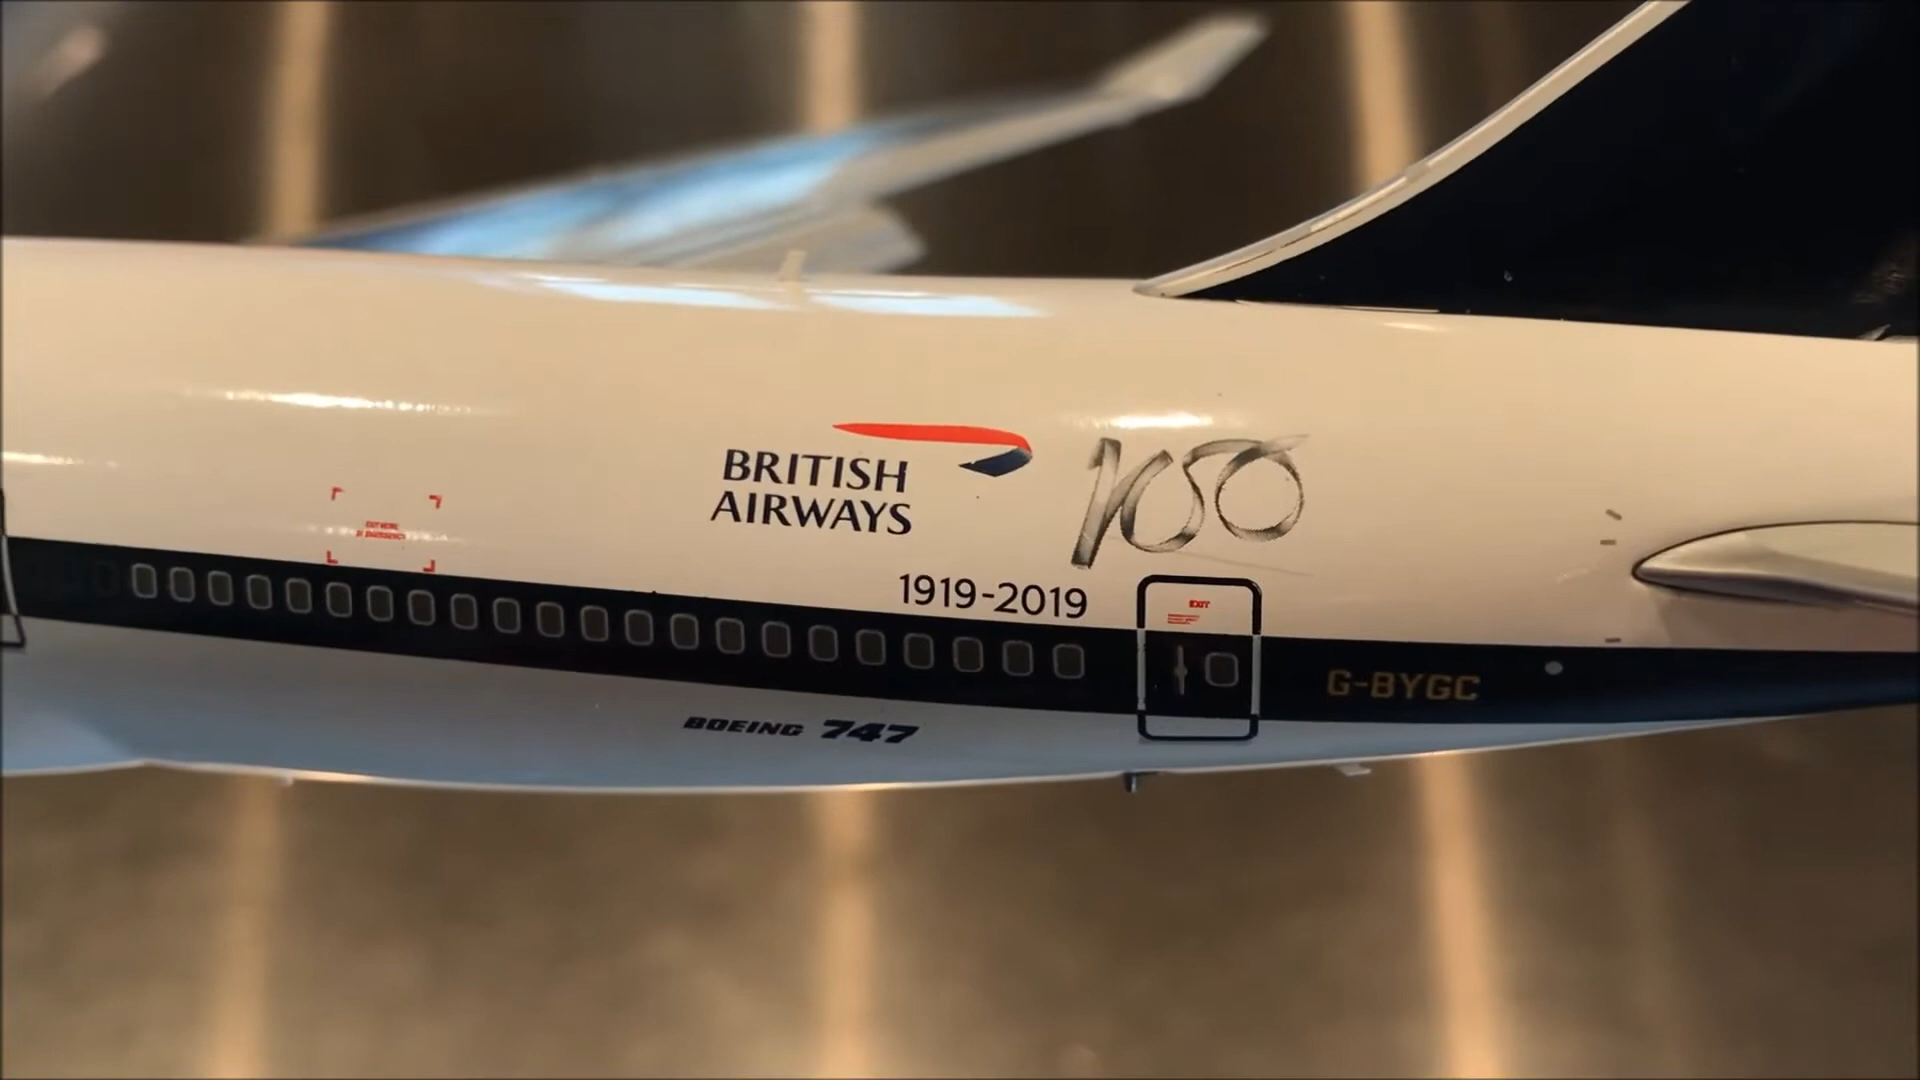 BRITISH
AIRWAYS
100
1919-2019
EXIT
G-BYGC
BOEING 747